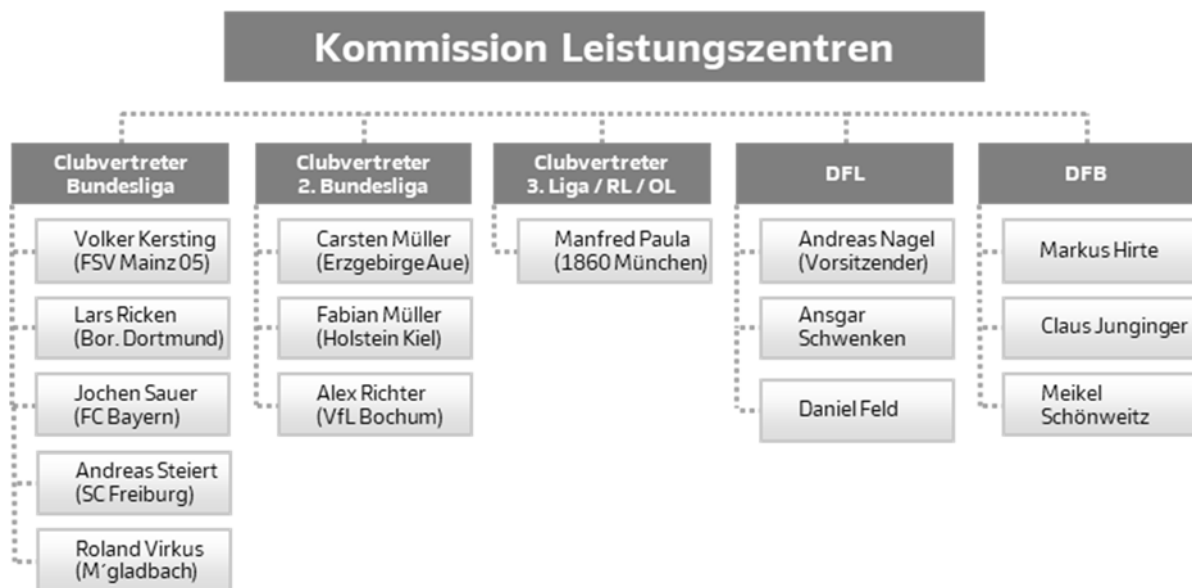 Kommission Leistungszentren
Clubvertreter
Bundesliga
Volker Kersting
(FSV Mainz 05)
Lars Ricken
(Bor. Dortmund)
Jochen Sauer
(FC Bayern)
Andreas Steiert
(SC Freiburg)
Roland Virkus
(M´gladbach)
Clubvertreter
2. Bundesliga
Carsten Müller
(Erzgebirge Aue)
Fabian Müller
(Holstein Kiel)
Alex Richter
(VfL Bochum)
Clubvertreter
3. Liga / RL / OL
Manfred Paula
(1860 München)
DFL
Andreas Nagel
(Vorsitzender)
Ansgar
Schwenken
Daniel Feld
DFB
Markus Hirte
Claus Junginger
Meikel
Schönweitz